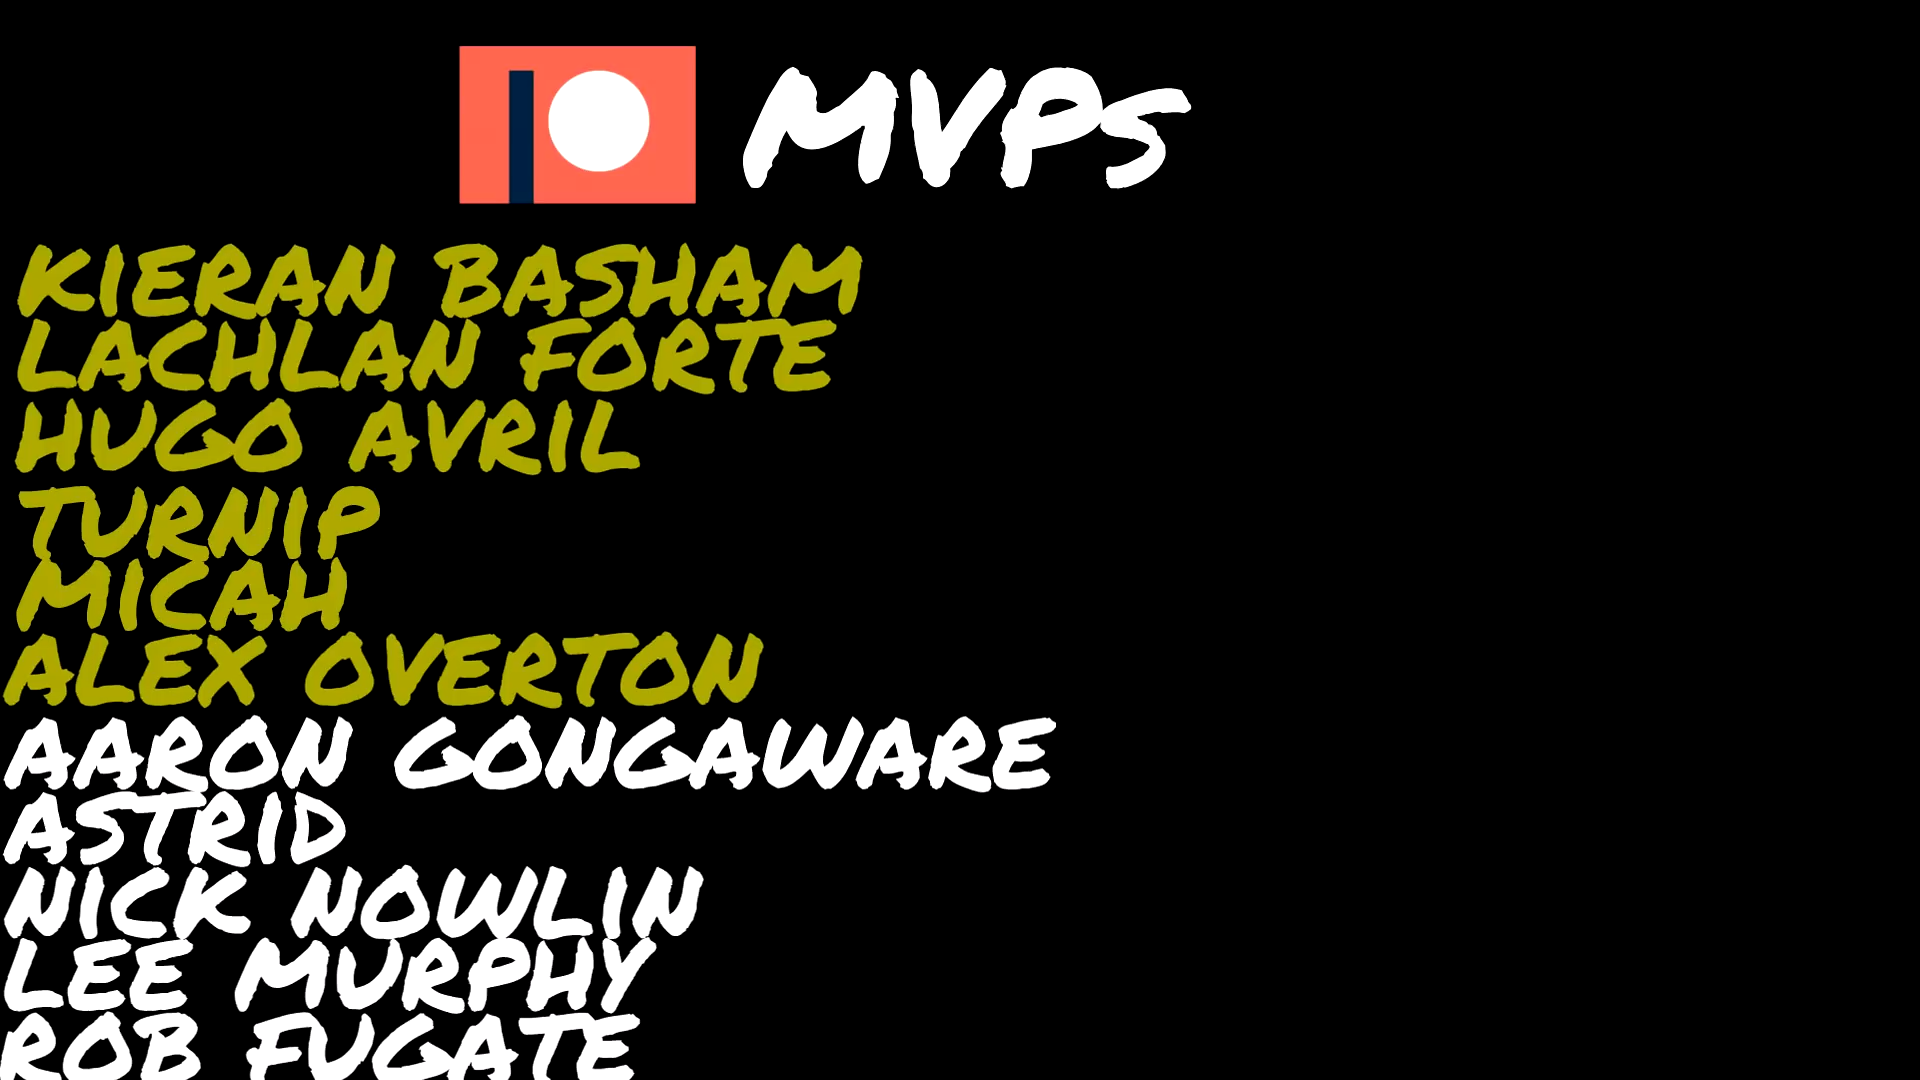 MVPs
KIERAN BASHAM
LACHLAN FORTE
HUGO AVRIL
TURNIP
MICAH
ALEX OVERTON
AARON GONGAWARE
ASTRID
NICK NOWLIN
LEE MURPHY
ROB FUGATE